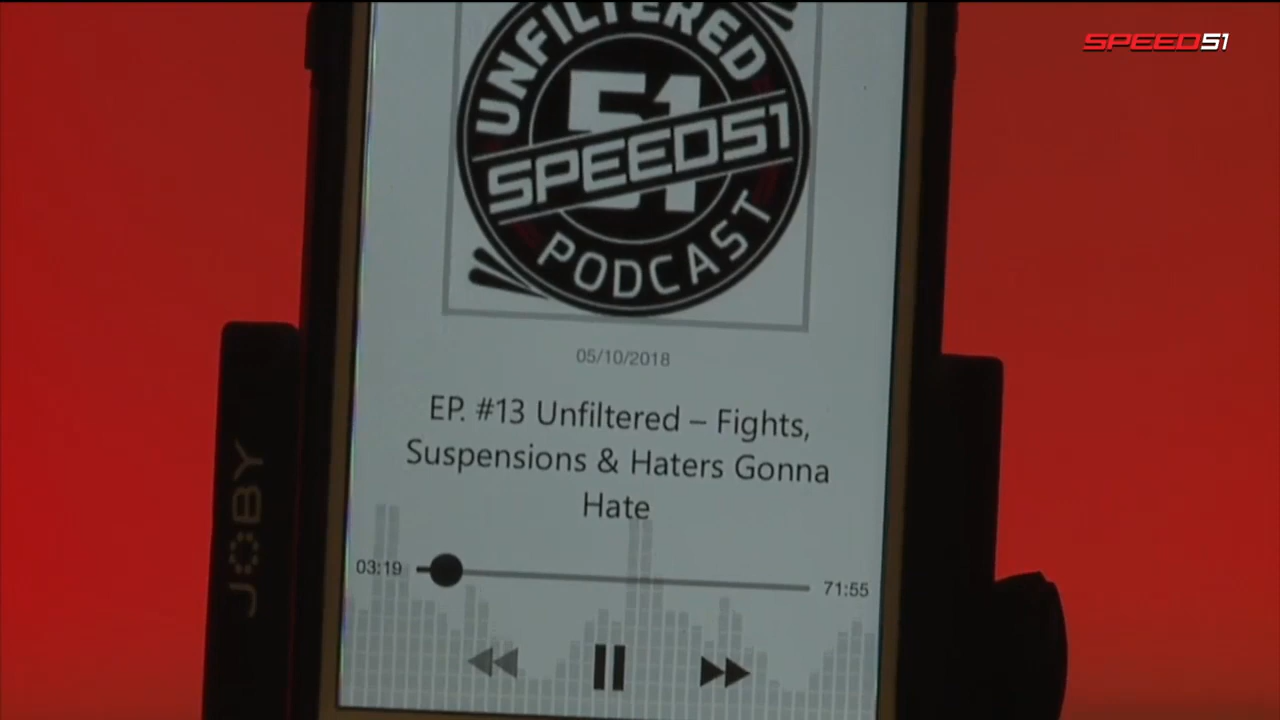 SPEED51
UNFILTERED
51
SPEED51
PODCAST
05/10/2018
EP. #13 Unfiltered – Fights,
Suspensions & Haters Gonna
Hate
03:19
71:55
JOBY